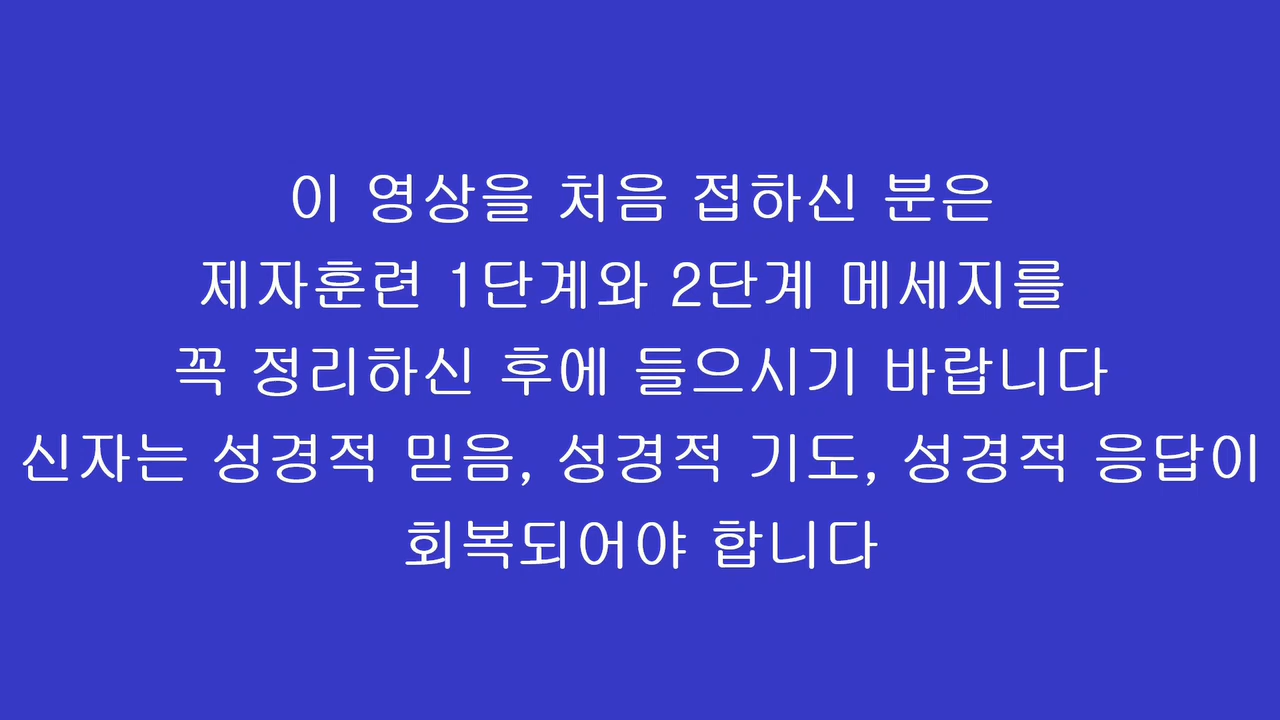 이 영상을 처음 접하신 분은
제자훈련 1단계와 2단계 메세지를
꼭 정리하신 후에 들으시기 바랍니다
신자는 성경적 믿음, 성경적 기도, 성경적 응답이
회복되어야 합니다